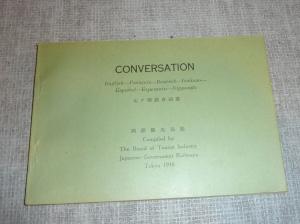 CONVERSATION
English—Français—Deutsch—Italiano—
Español—Esperanto—Nippongo
Compiled by
The Board of Tourist Industry
Japanese Government Railways
Tokyo